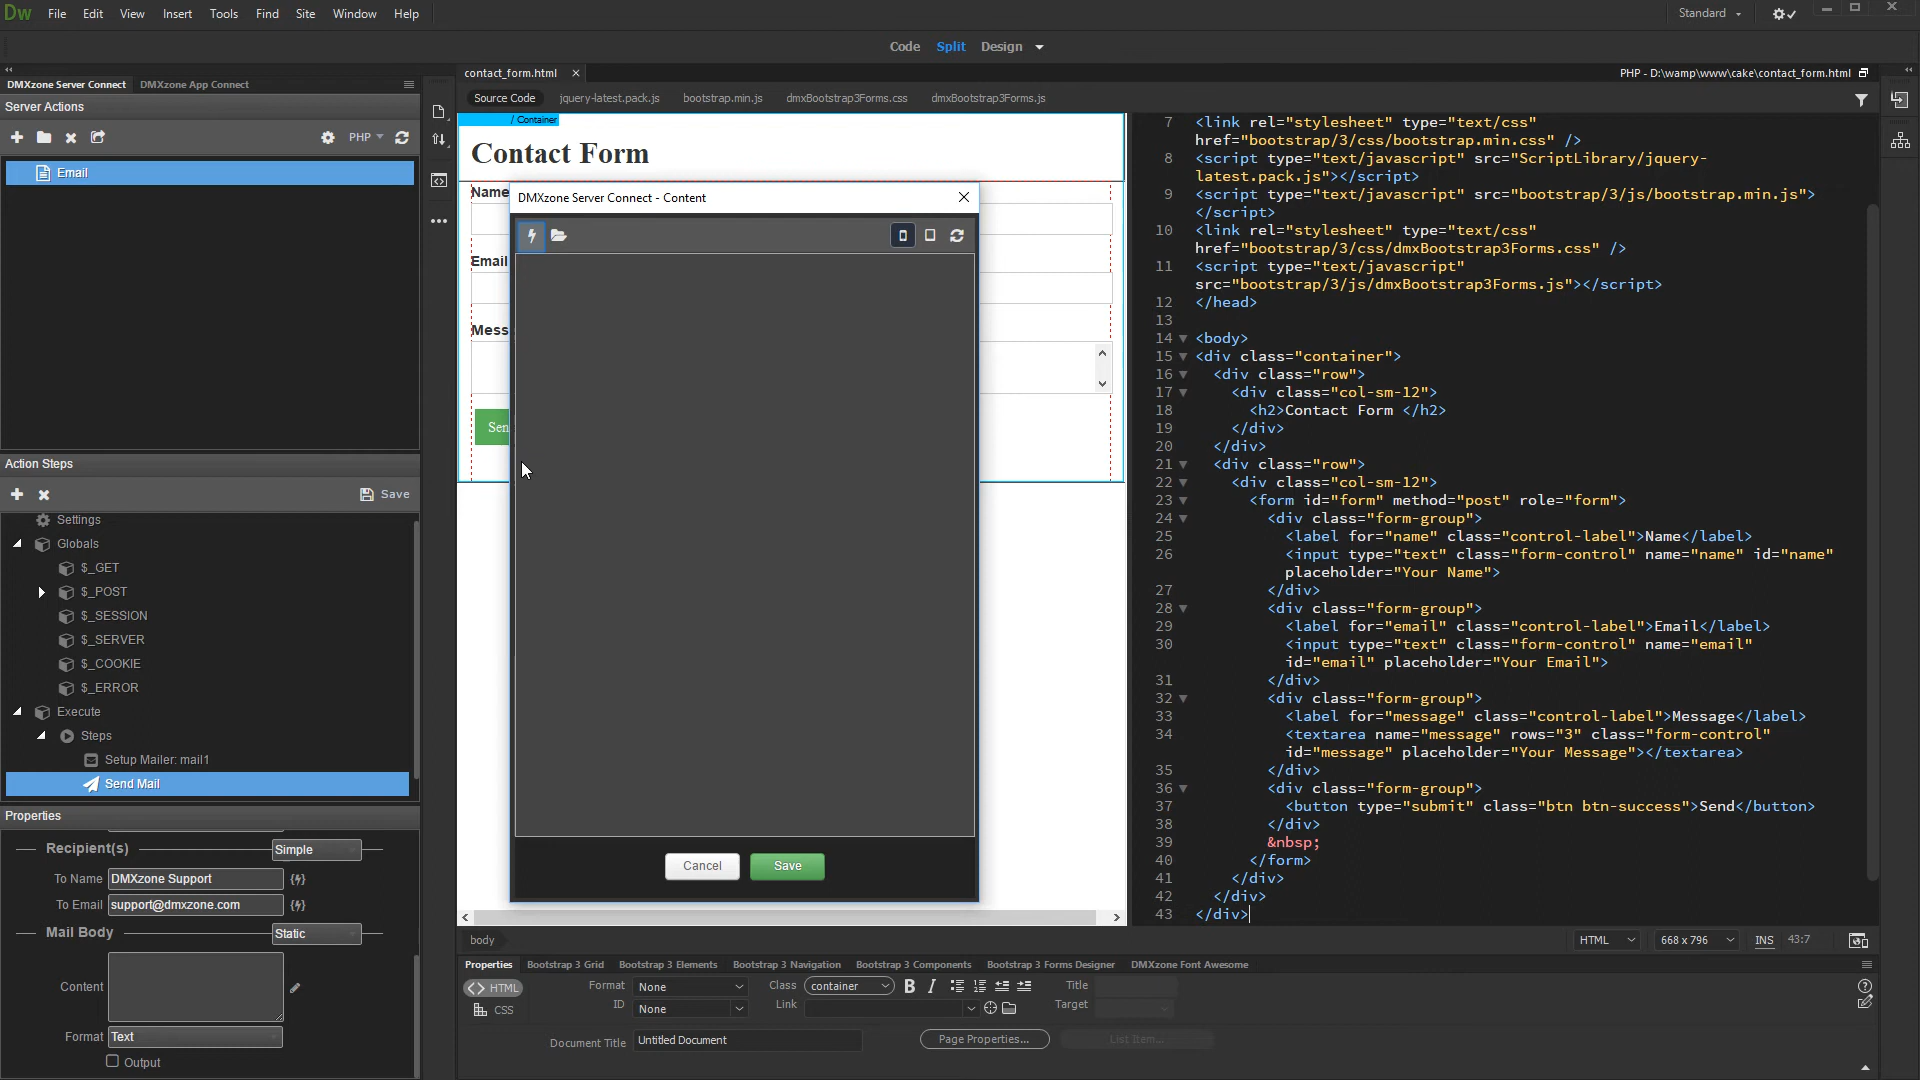 Dw File Edit View Insert Tools Find Site Window Help
Standard
Code Split Design
DMXzone Server Connect DMXzone App Connect
Server Actions
PHP
Email
Action Steps
Save
Settings
Globals
$_GET
$_POST
$_SESSION
$_SERVER
$_COOKIE
$_ERROR
Execute
Steps
Setup Mailer: mail1
Send Mail
Properties
Recipient(s) Simple
To Name DMXzone Support
To Email support@dmxzone.com
Mail Body Static
Content
Format Text
Output
contact_form.html
PHP - D:\wamp\www\cake\contact_form.html
Source Code jquery-latest.pack.js bootstrap.min.js dmxBootstrap3Forms.css dmxBootstrap3Forms.js
/ Container
Contact Form
Name
Email
Mess
Sen
DMXzone Server Connect - Content
Cancel Save
7 <link rel="stylesheet" type="text/css"
href="bootstrap/3/css/bootstrap.min.css" />
8 <script type="text/javascript" src="ScriptLibrary/jquery-
latest.pack.js"></script>
9 <script type="text/javascript" src="bootstrap/3/js/bootstrap.min.js">
</script>
10 <link rel="stylesheet" type="text/css"
href="bootstrap/3/css/dmxBootstrap3Forms.css" />
11 <script type="text/javascript"
src="bootstrap/3/js/dmxBootstrap3Forms.js"></script>
12 </head>
13
14 <body>
15 <div class="container">
16 <div class="row">
17 <div class="col-sm-12">
18 <h2>Contact Form </h2>
19 </div>
20 </div>
21 <div class="row">
22 <div class="col-sm-12">
23 <form id="form" method="post" role="form">
24 <div class="form-group">
25 <label for="name" class="control-label">Name</label>
26 <input type="text" class="form-control" name="name" id="name"
placeholder="Your Name">
27 </div>
28 <div class="form-group">
29 <label for="email" class="control-label">Email</label>
30 <input type="text" class="form-control" name="email"
id="email" placeholder="Your Email">
31 </div>
32 <div class="form-group">
33 <label for="message" class="control-label">Message</label>
34 <textarea name="message" rows="3" class="form-control"
id="message" placeholder="Your Message"></textarea>
35 </div>
36 <div class="form-group">
37 <button type="submit" class="btn btn-success">Send</button>
38 </div>
39 &nbsp;
40 </form>
41 </div>
42 </div>
43 </div>
body
HTML 668 x 796 INS 43:7
Properties Bootstrap 3 Grid Bootstrap 3 Elements Bootstrap 3 Navigation Bootstrap 3 Components Bootstrap 3 Forms Designer DMXzone Font Awesome
<> HTML Format None Class container B I Title
CSS ID None Link Target
Document Title Untitled Document Page Properties... List Item...